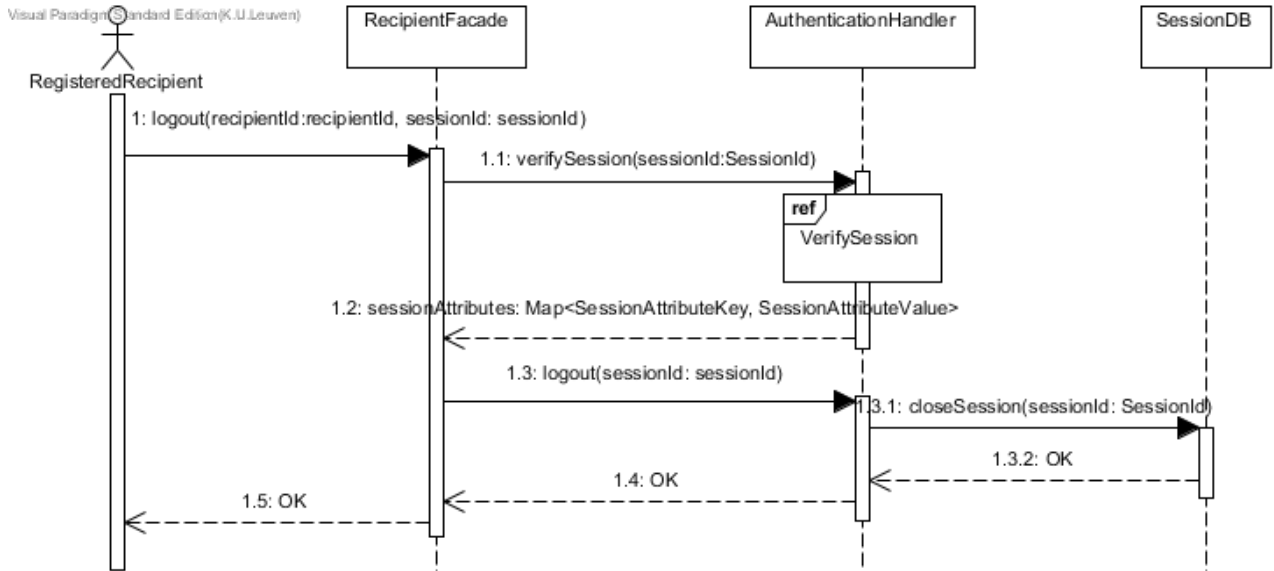 Visual Paradigm Standard Edition(K.U.Leuven)
RecipientFacade
AuthenticationHandler
SessionDB
RegisteredRecipient
1: logout(recipientId:recipientId, sessionId: sessionId)
1.1: verifySession(sessionId:SessionId)
ref
VerifySession
1.2: sessionAttributes: Map<SessionAttributeKey, SessionAttributeValue>
1.3: logout(sessionId: sessionId)
1.3.1: closeSession(sessionId: SessionId)
1.3.2: OK
1.4: OK
1.5: OK